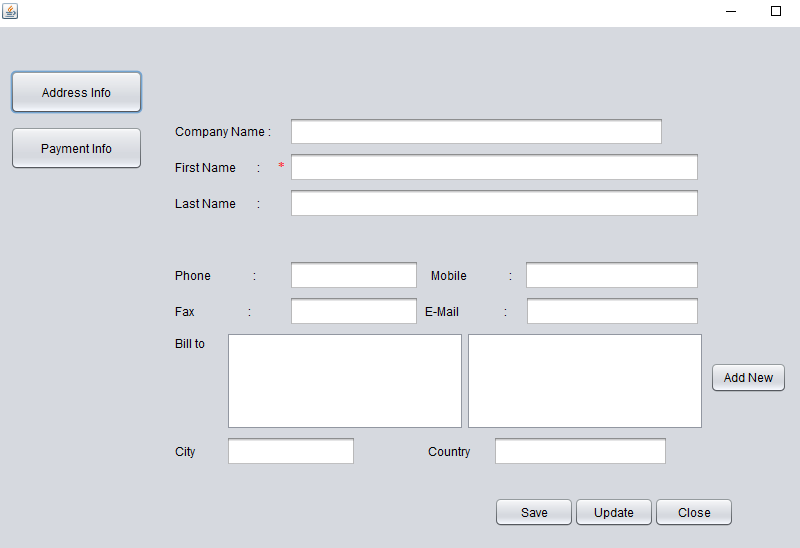 Address Info
Payment Info
Company Name :
First Name : *
Last Name :
Phone : Mobile :
Fax : E-Mail :
Bill to
Add New
City Country
Save Update Close